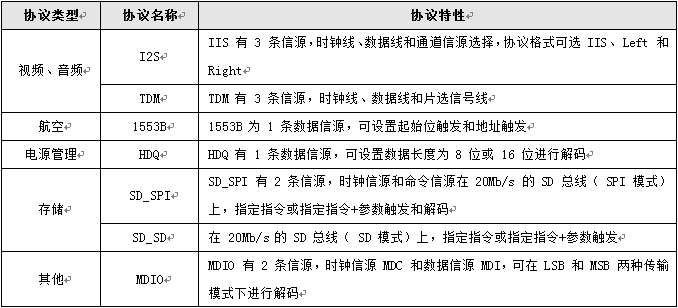 协议类型 协议名称 协议特性
视频、音频 I2S IIS 有 3 条信源，时钟线、数据线和通道信源选择，协议格式可选 IIS、Left 和
Right
TDM TDM 有 3 条信源，时钟线、数据线和片选信号线
航空 1553B 1553B 为 1 条数据信源，可设置起始位触发和地址触发
电源管理 HDQ HDQ 有 1 条数据信源，可设置数据长度为 8 位或 16 位进行解码
存储 SD_SPI SD_SPI 有 2 条信源，时钟信源和命令信源在 20Mb/s 的 SD 总线（ SPI 模式）
上，指定指令或指定指令+参数触发和解码
SD_SD 在 20Mb/s 的 SD 总线（ SD 模式）上，指定指令或指定指令+参数触发
其他 MDIO MDIO 有 2 条信源，时钟信源 MDC 和数据信源 MDI，可在 LSB 和 MSB 两种传输
模式下进行解码